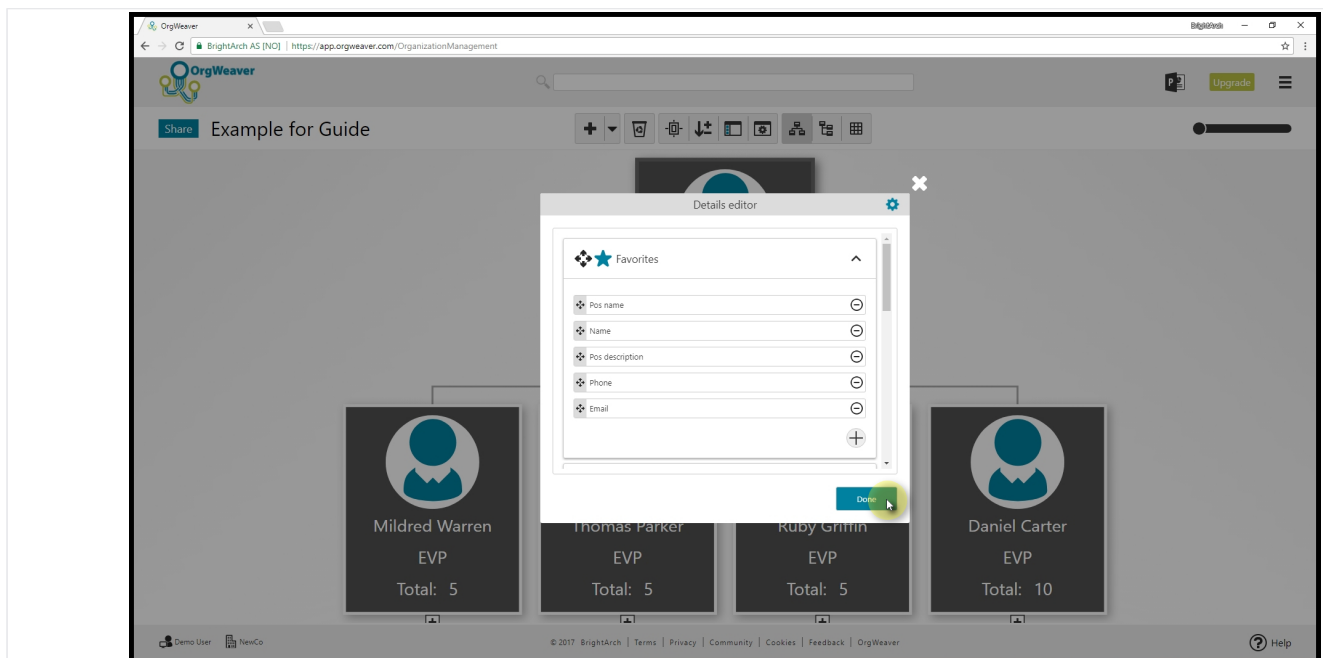 OrgWeaver
BrightArch
BrightArch AS [NO] | https://app.orgweaver.com/OrganizationManagement
OrgWeaver
Upgrade
Share Example for Guide
Details editor
Favorites
Pos name
Name
Pos description
Phone
Email
Done
Mildred Warren Thomas Parker Ruby Griffin Daniel Carter
EVP EVP EVP EVP
Total: 5 Total: 5 Total: 5 Total: 10
Demo User NewCo © 2017 BrightArch | Terms | Privacy | Community | Cookies | Feedback | OrgWeaver Help